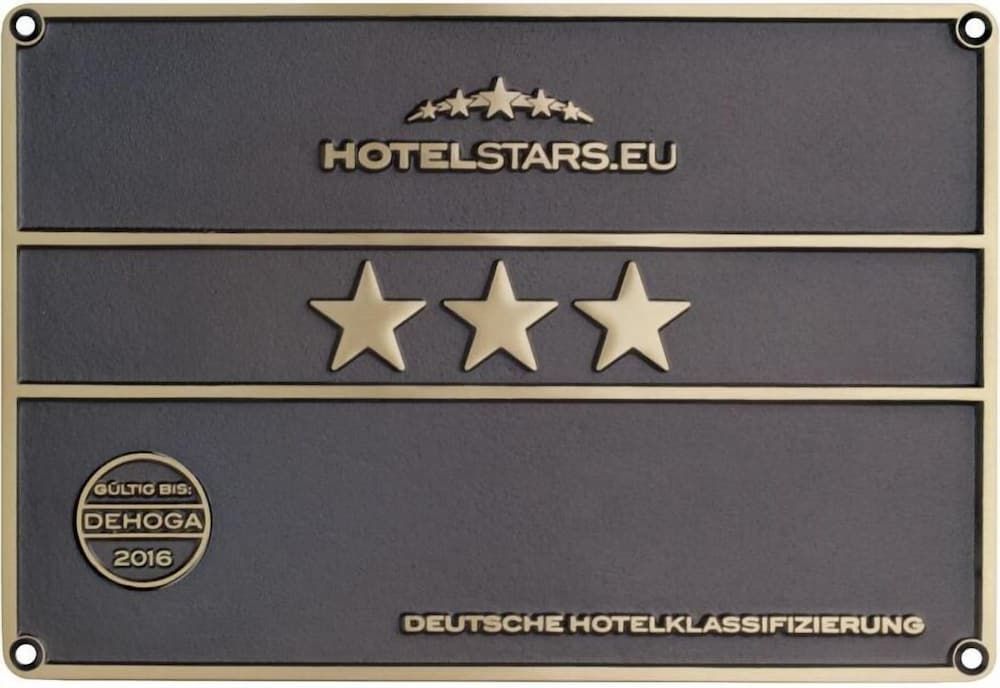 HOTELSTARS.EU
GÜLTIG BIS:
DEHOGA
2016
DEUTSCHE HOTELKLASSIFIZIERUNG